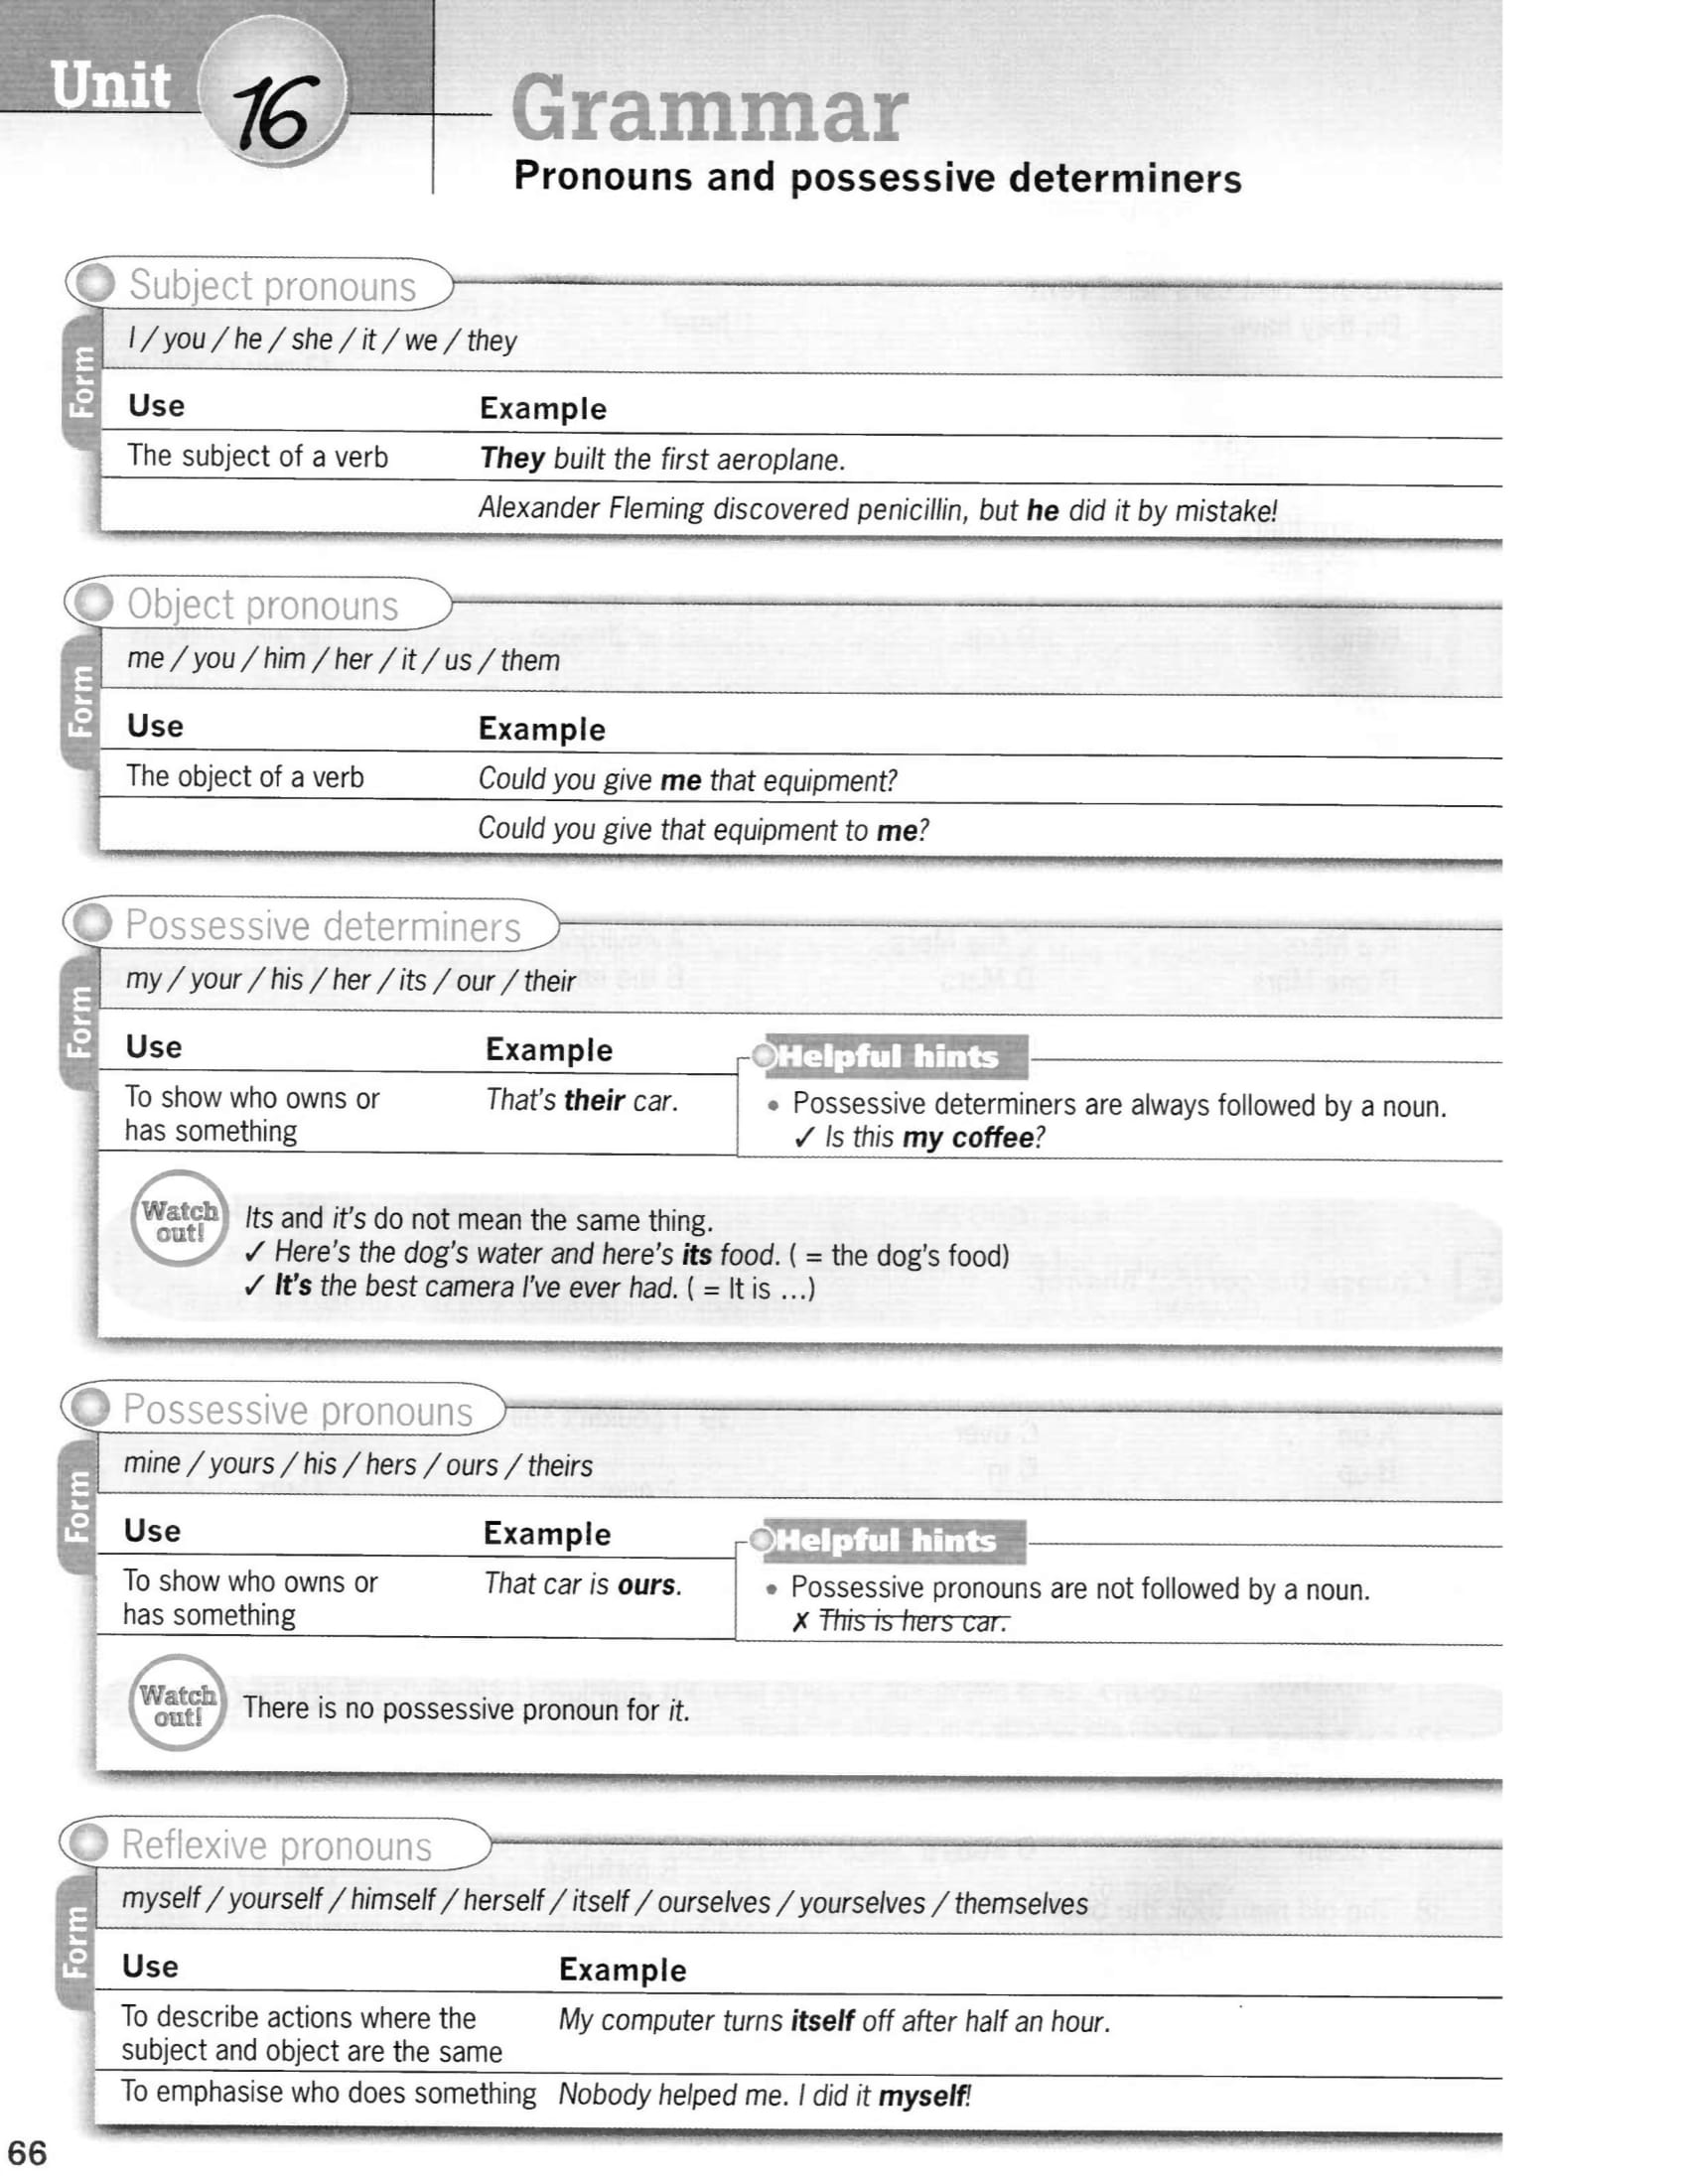 Unit 16
Grammar
Pronouns and possessive determiners
Subject pronouns
Form
I / you / he / she / it / we / they
Use Example
The subject of a verb They built the first aeroplane.
Alexander Fleming discovered penicillin, but he did it by mistake!
Object pronouns
Form
me / you / him / her / it / us / them
Use Example
The object of a verb Could you give me that equipment?
Could you give that equipment to me?
Possessive determiners
Form
my / your / his / her / its / our / their
Use Example
To show who owns or That's their car.
has something
Helpful hints
• Possessive determiners are always followed by a noun.
✓ Is this my coffee?
Watch
out!
Its and it's do not mean the same thing.
✓ Here's the dog's water and here's its food. ( = the dog's food)
✓ It's the best camera I've ever had. ( = It is ...)
Possessive pronouns
Form
mine / yours / his / hers / ours / theirs
Use Example
To show who owns or That car is ours.
has something
Helpful hints
• Possessive pronouns are not followed by a noun.
✗ This is hers car.
Watch
out!
There is no possessive pronoun for it.
Reflexive pronouns
Form
myself / yourself / himself / herself / itself / ourselves / yourselves / themselves
Use Example
To describe actions where the My computer turns itself off after half an hour.
subject and object are the same
To emphasise who does something Nobody helped me. I did it myself!
66